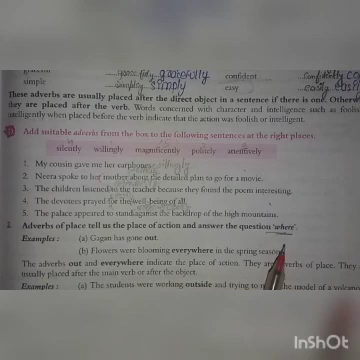 simple gracefully confident
simply easy easily
These adverbs are usually placed after the direct object in a sentence if there is one. Otherw
they are placed after the verb. Words concerned with character and intelligence such as foolis
intelligently when placed before the verb indicate that the action was foolish or intelligent.
Add suitable adverbs from the box to the following sentences at the right places:
silently willingly magnificently politely attentively
1. My cousin gave me her earphones. willingly
2. Neera spoke to her mother about the detailed plan to go for a movie.
3. The children listened to the teacher because they found the poem interesting.
4. The devotees prayed for the well-being of all.
5. The palace appeared to stand against the backdrop of the high mountains.
2. Adverbs of place tell us the place of action and answer the question 'where'.
Examples : (a) Gagan has gone out.
(b) Flowers were blooming everywhere in the spring season.
The adverbs out and everywhere indicate the place of action. They are adverbs of place. They
usually placed after the main verb or after the object.
Examples : (a) The students were working outside and trying to the model of a volcano
InShot